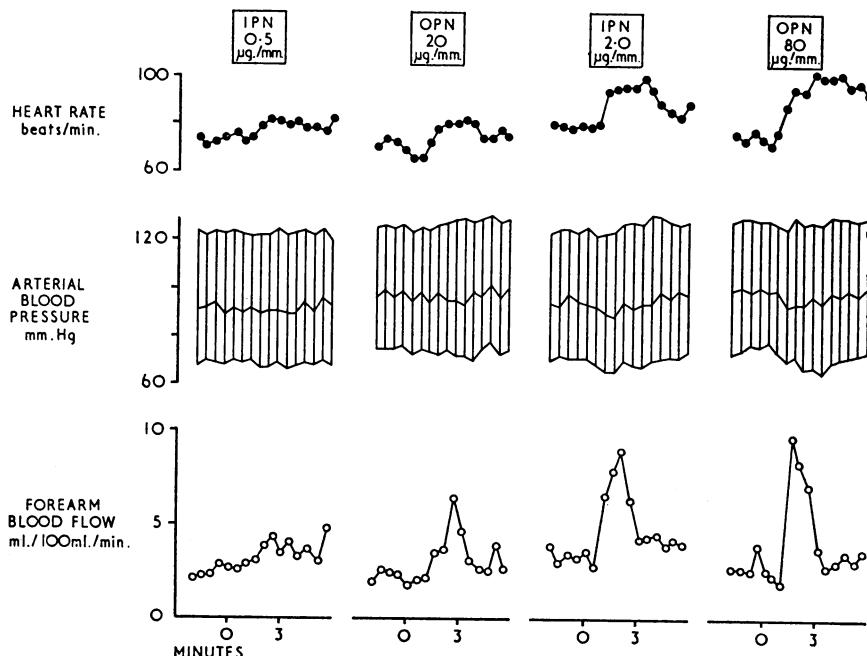 IPN
0·5
µg./mm.
OPN
20
µg./mm.
IPN
2·0
µg./mm.
OPN
80
µg./mm.
HEART RATE
beats/min.
100
60
ARTERIAL
BLOOD
PRESSURE
mm.Hg
120
60
FOREARM
BLOOD FLOW
ml./100ml./min.
10
5
0
0 3 0 3 0 3 0 3
MINUTES